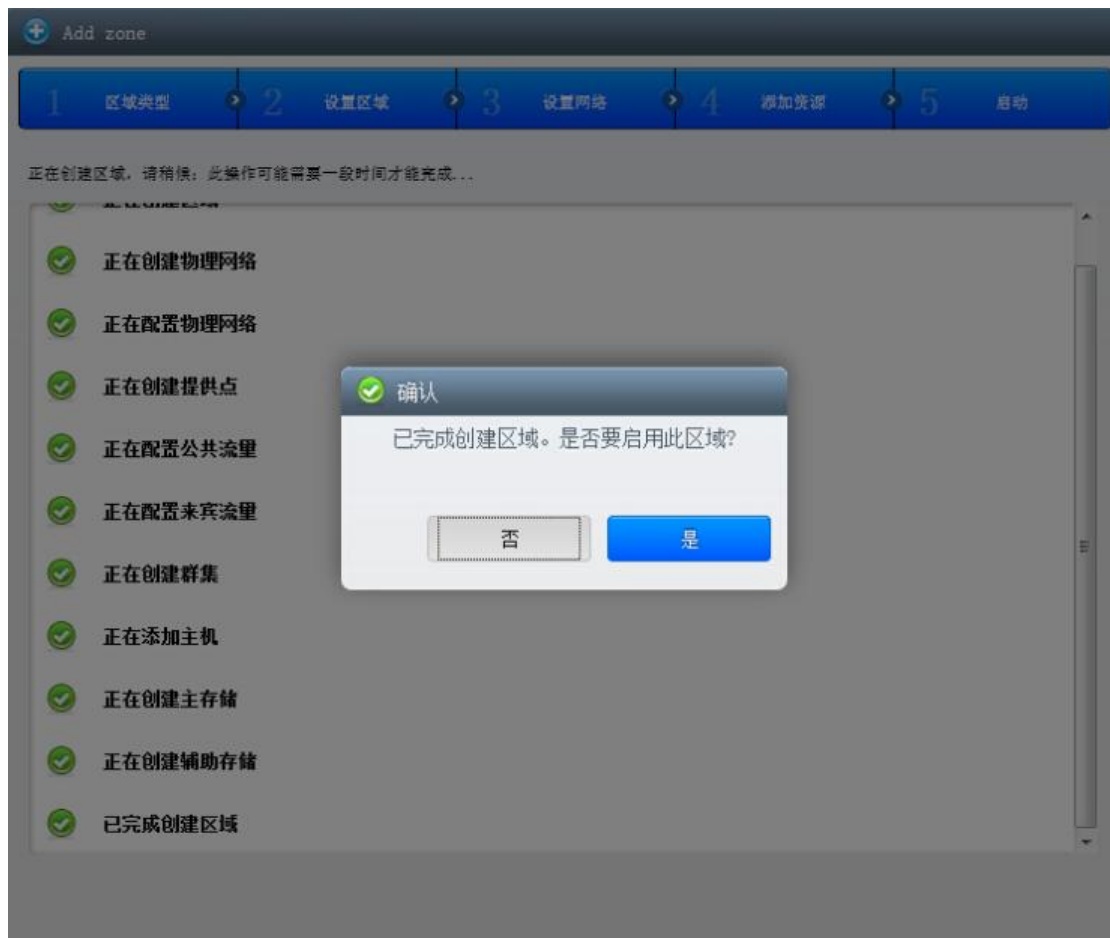 Add zone
1 区域类型 2 设置区域 3 设置网络 4 添加资源 5 启动
正在创建区域，请稍候；此操作可能需要一段时间才能完成...
正在创建区域
正在创建物理网络
正在配置物理网络
正在创建提供点
正在配置公共流量
正在配置来宾流量
正在创建群集
正在添加主机
正在创建主存储
正在创建辅助存储
已完成创建区域
确认
已完成创建区域。是否要启用此区域?
否 是